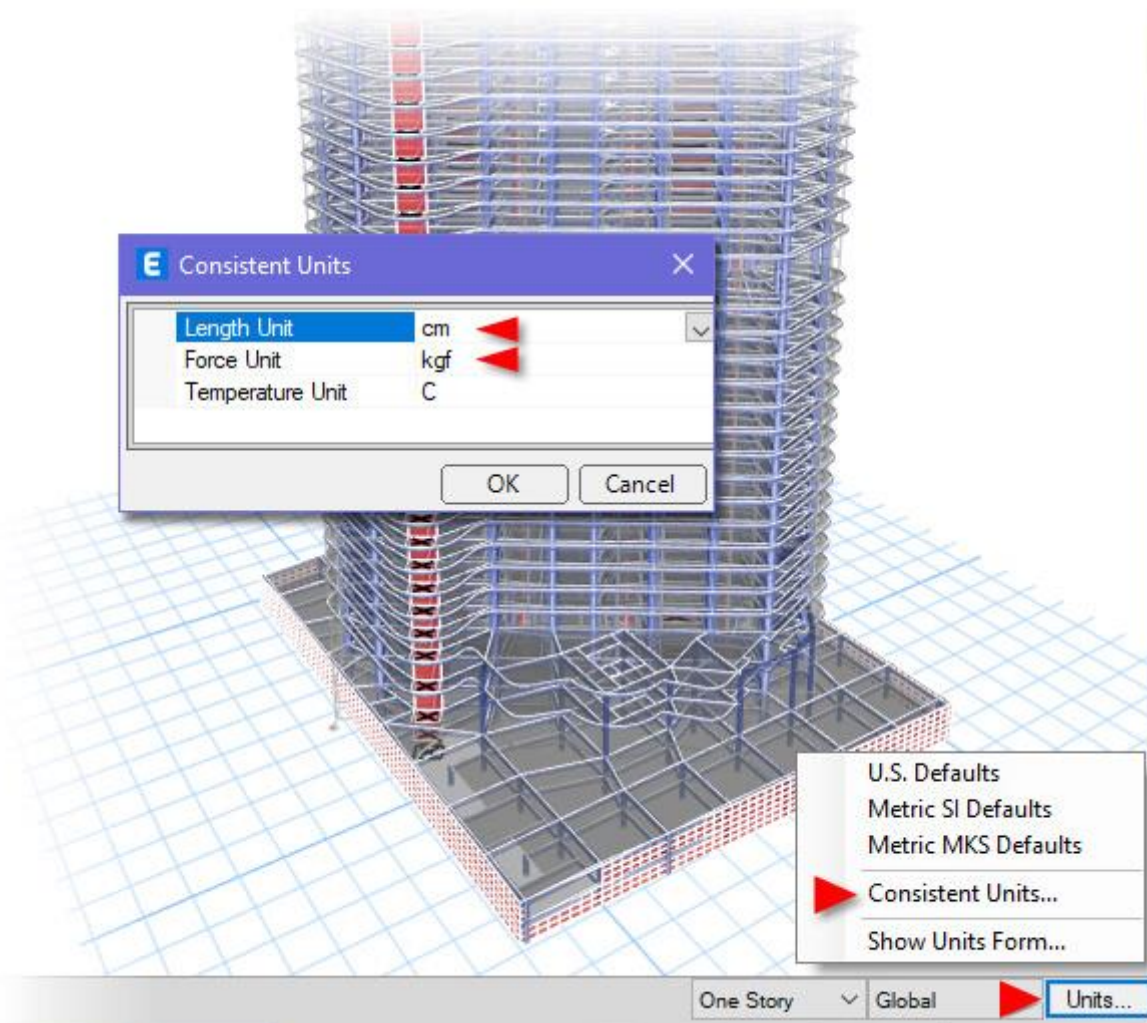 E Consistent Units
Length Unit cm
Force Unit kgf
Temperature Unit C
OK Cancel
U.S. Defaults
Metric SI Defaults
Metric MKS Defaults
Consistent Units...
Show Units Form...
One Story Global Units...